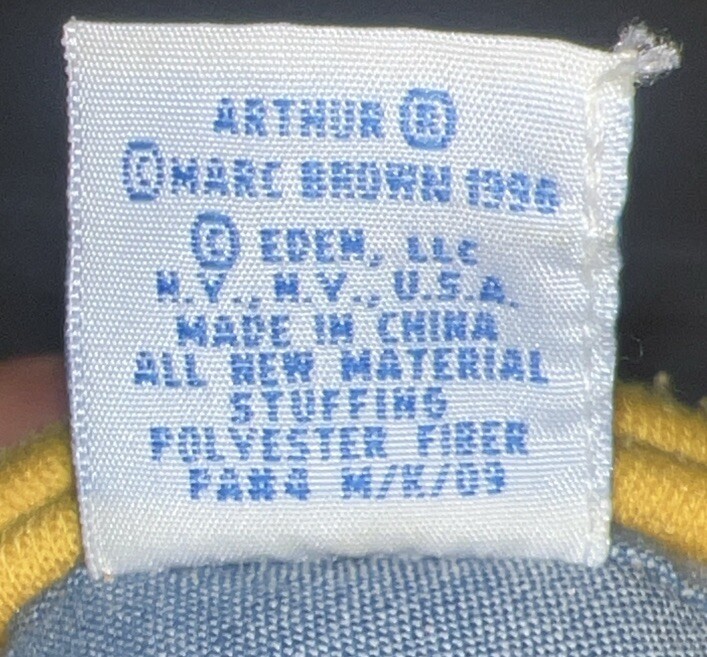 ARTHUR ®
©MARC BROWN 1996
© EDEN, LLC
N.Y., N.Y., U.S.A.
MADE IN CHINA
ALL NEW MATERIAL
STUFFING
POLYESTER FIBER
PA#4 M/K/09